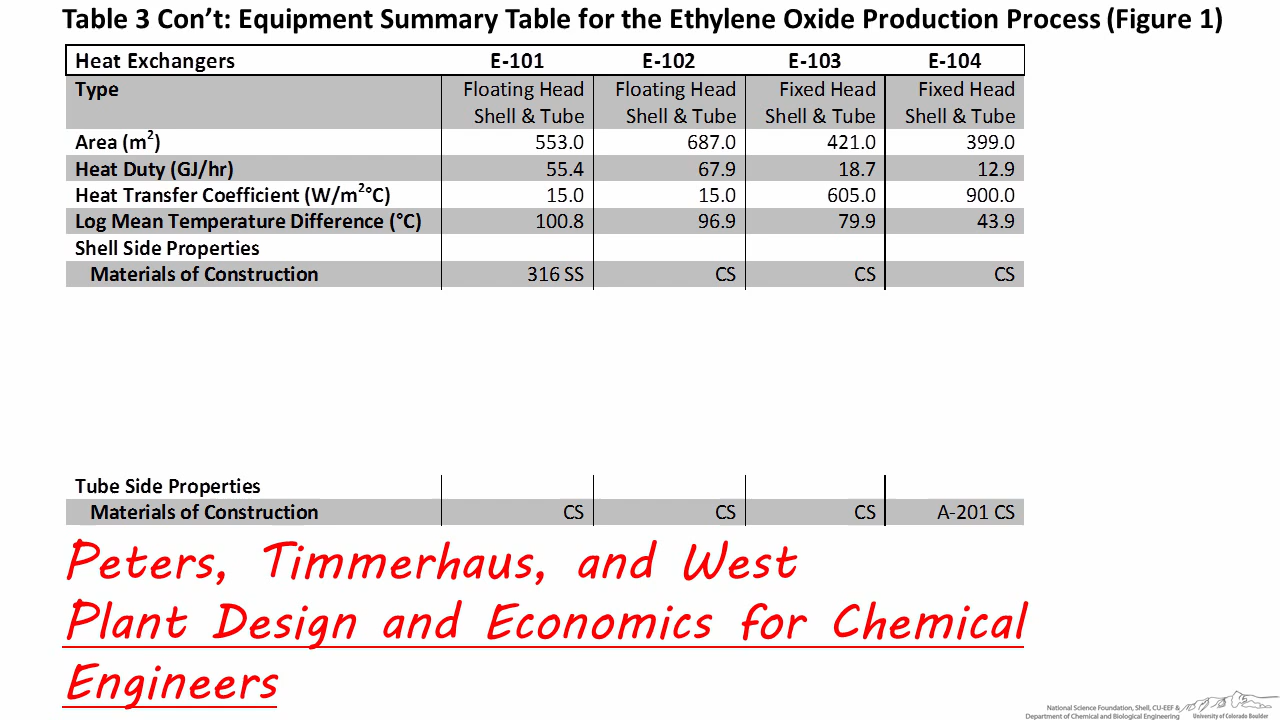 Table 3 Con’t: Equipment Summary Table for the Ethylene Oxide Production Process (Figure 1)
Heat Exchangers E-101 E-102 E-103 E-104
Type Floating Head Floating Head Fixed Head Fixed Head
Shell & Tube Shell & Tube Shell & Tube Shell & Tube
Area (m²) 553.0 687.0 421.0 399.0
Heat Duty (GJ/hr) 55.4 67.9 18.7 12.9
Heat Transfer Coefficient (W/m²°C) 15.0 15.0 605.0 900.0
Log Mean Temperature Difference (°C) 100.8 96.9 79.9 43.9
Shell Side Properties
Materials of Construction 316 SS CS CS CS
Tube Side Properties
Materials of Construction CS CS CS A-201 CS
Peters, Timmerhaus, and West
Plant Design and Economics for Chemical
Engineers
National Science Foundation, Shell, CU-EEF &
Department of Chemical and Biological Engineering University of Colorado Boulder